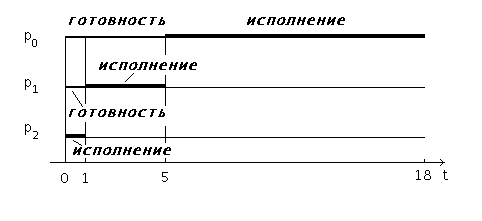 готовность исполнение
p0
исполнение
p1
готовность
p2
исполнение
0 1 5 18 t